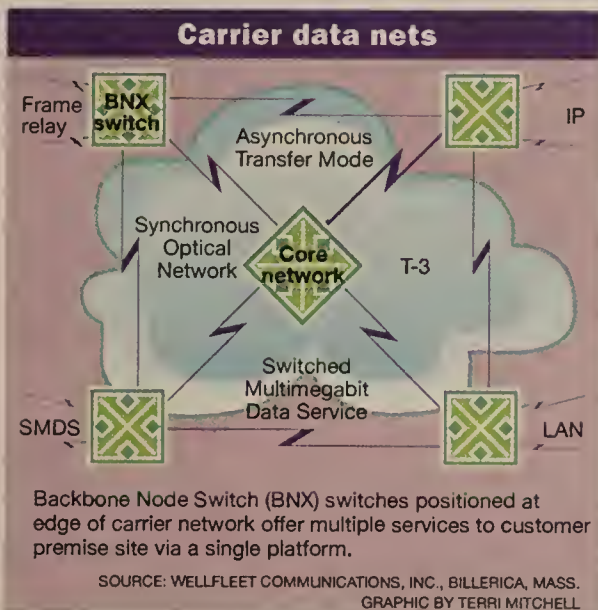 Carrier data nets
Frame
relay
BNX
switch
IP
Asynchronous
Transfer Mode
Synchronous
Optical
Network
Core
network
T-3
Switched
Multimegabit
Data Service
SMDS
LAN
Backbone Node Switch (BNX) switches positioned at
edge of carrier network offer multiple services to customer
premise site via a single platform.
SOURCE: WELLFLEET COMMUNICATIONS, INC., BILLERICA, MASS.
GRAPHIC BY TERRI MITCHELL